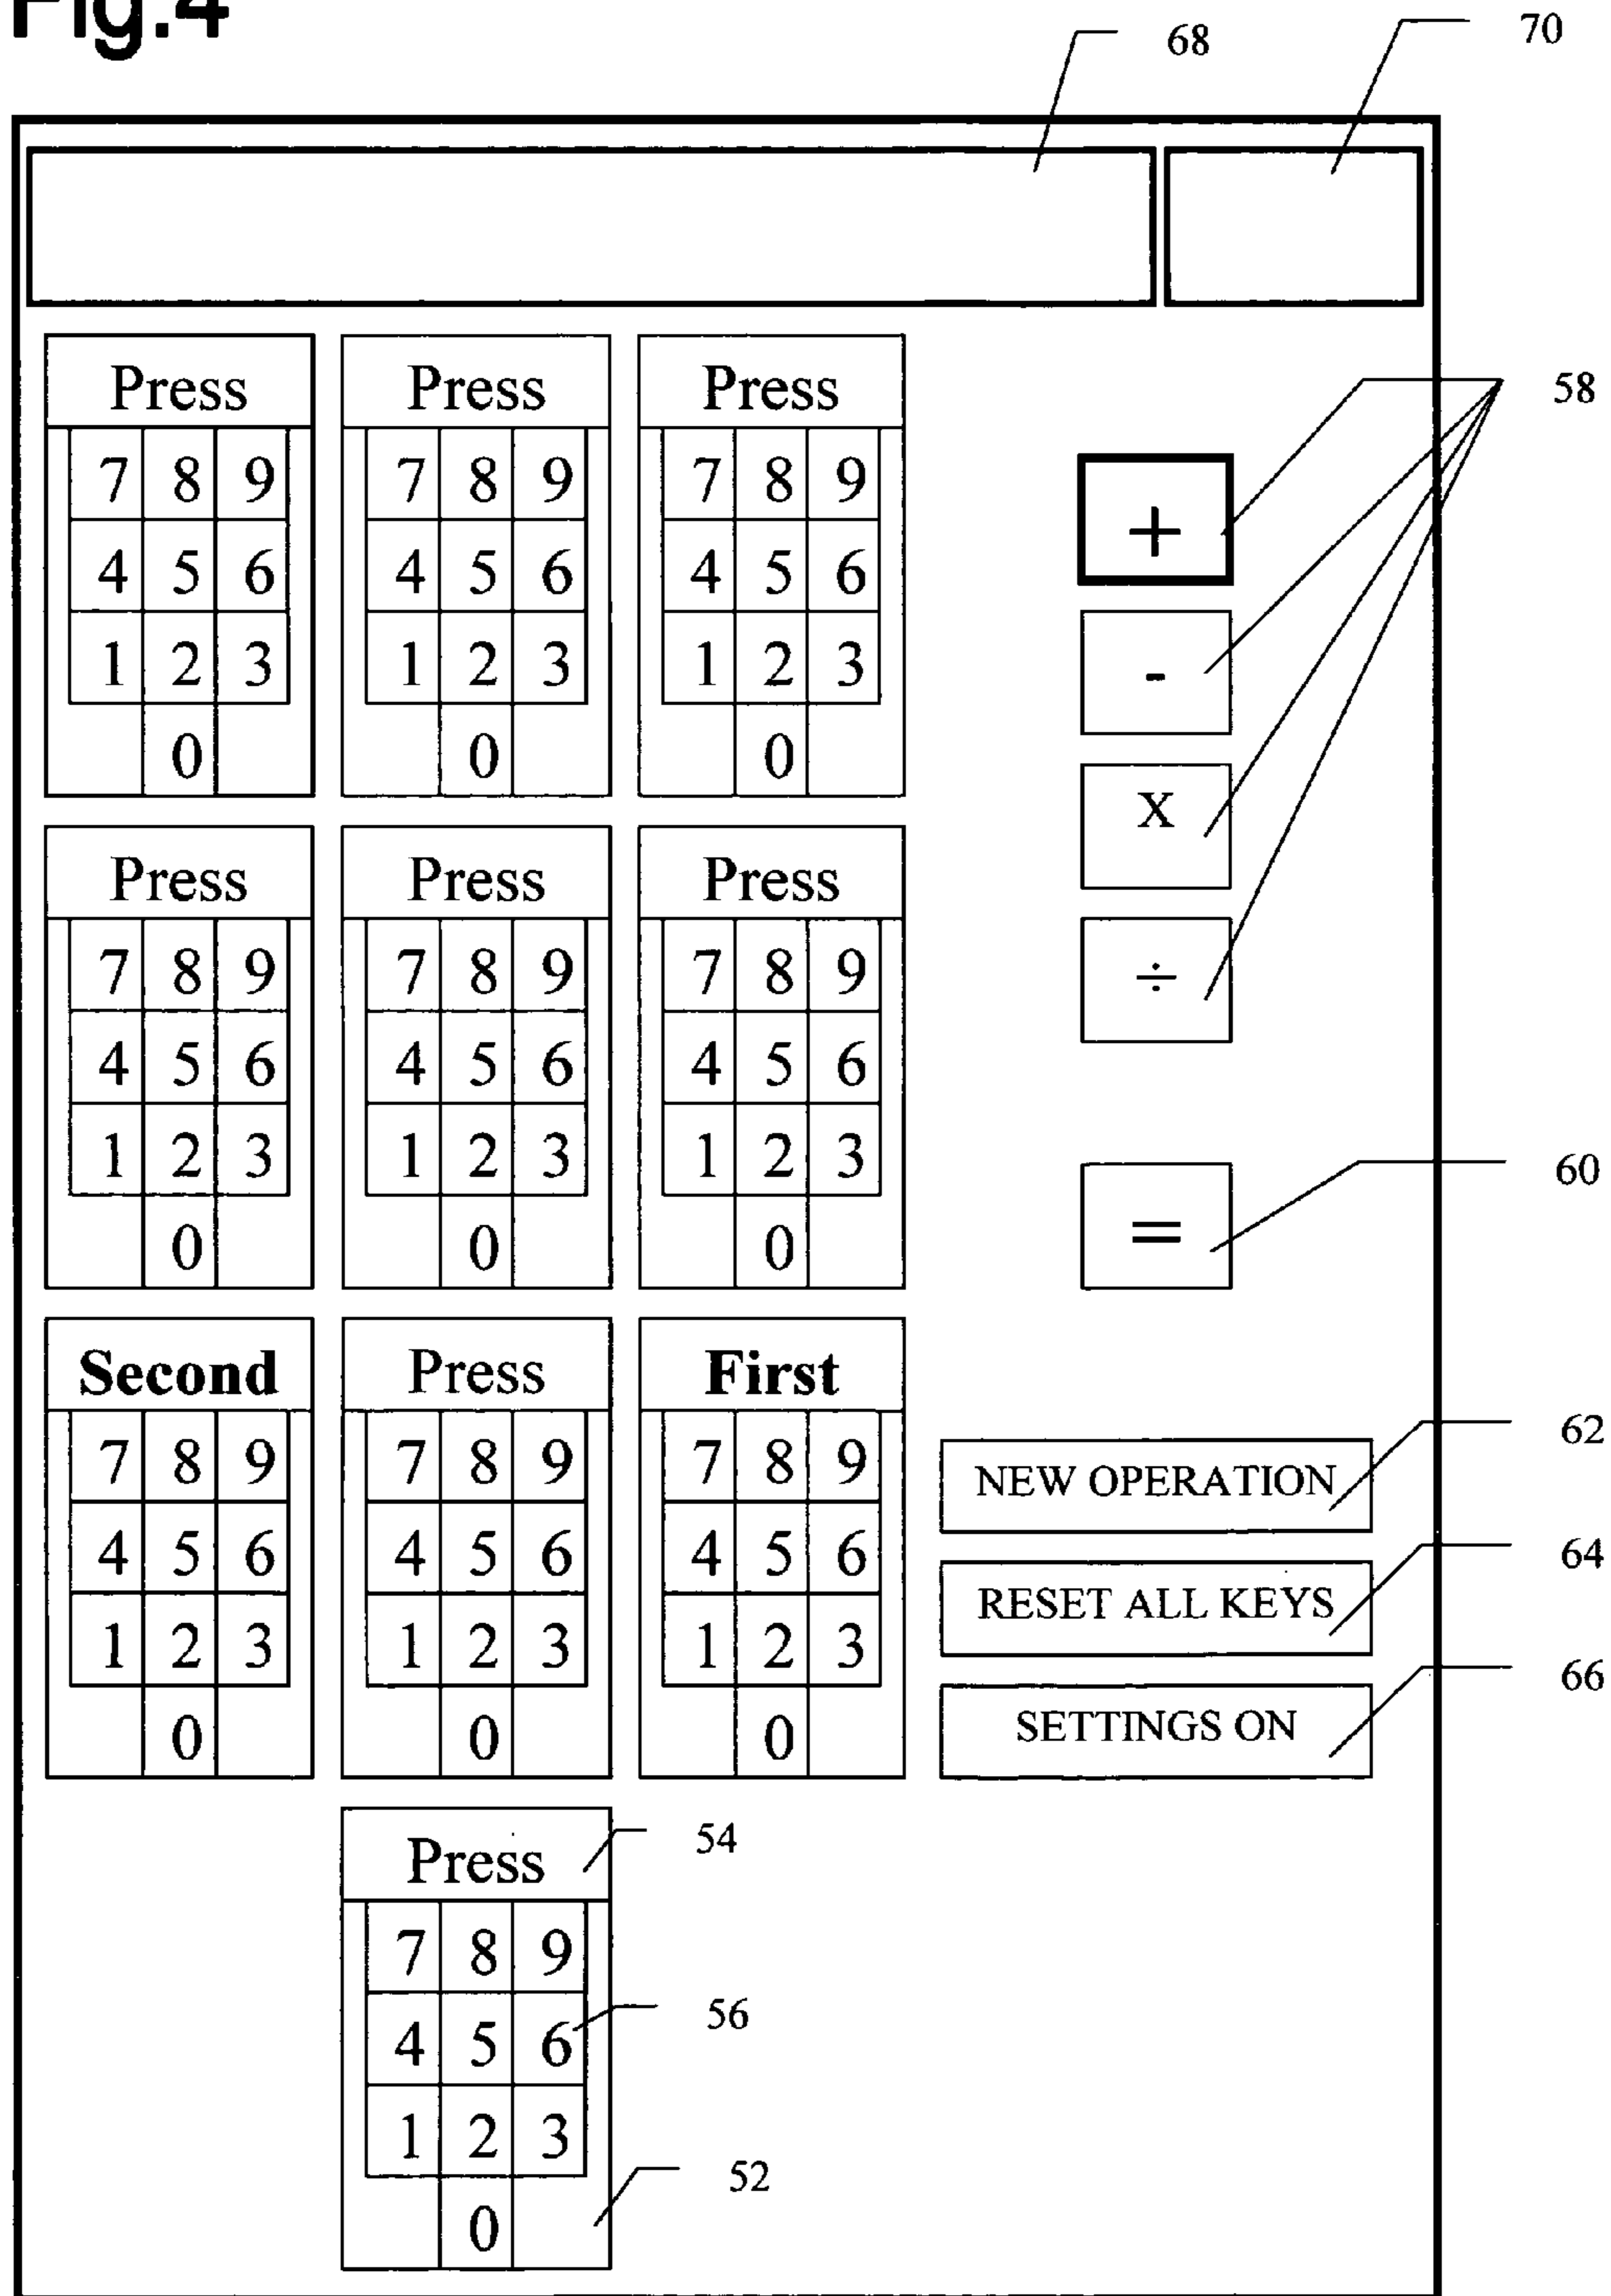 Fig.4
68
70
Press Press Press
58
7 8 9 7 8 9 7 8 9
+
4 5 6 4 5 6 4 5 6
1 2 3 1 2 3 1 2 3
-
0 0 0
X
Press Press Press
7 8 9 7 8 9 7 8 9
÷
4 5 6 4 5 6 4 5 6
1 2 3 1 2 3 1 2 3
60
0 0 0
=
Second Press First
62
7 8 9 7 8 9 7 8 9
NEW OPERATION
4 5 6 4 5 6 4 5 6
64
RESET ALL KEYS
1 2 3 1 2 3 1 2 3
66
0 0 0
SETTINGS ON
Press
54
7 8 9
56
4 5 6
1 2 3
52
0